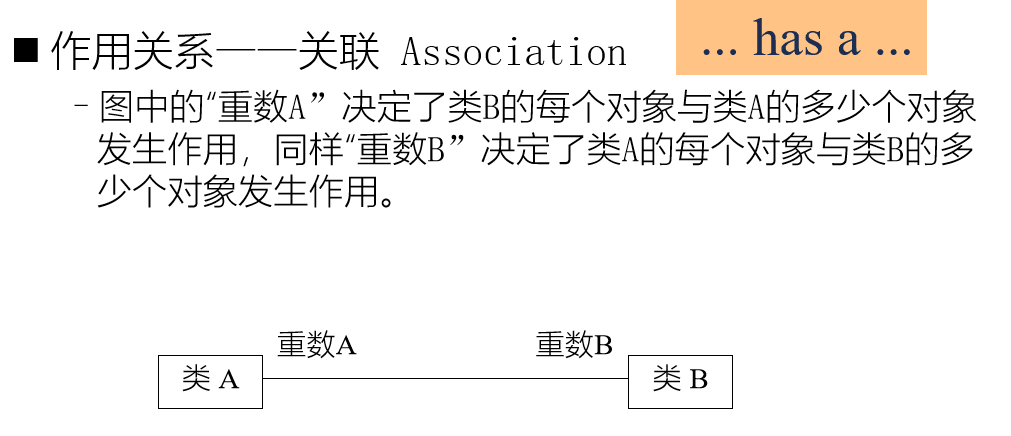 ■ 作用关系——关联 Association
... has a ...
- 图中的“重数A”决定了类B的每个对象与类A的多少个对象
发生作用，同样“重数B”决定了类A的每个对象与类B的多
少个对象发生作用。
重数A 重数B
类 A 类 B